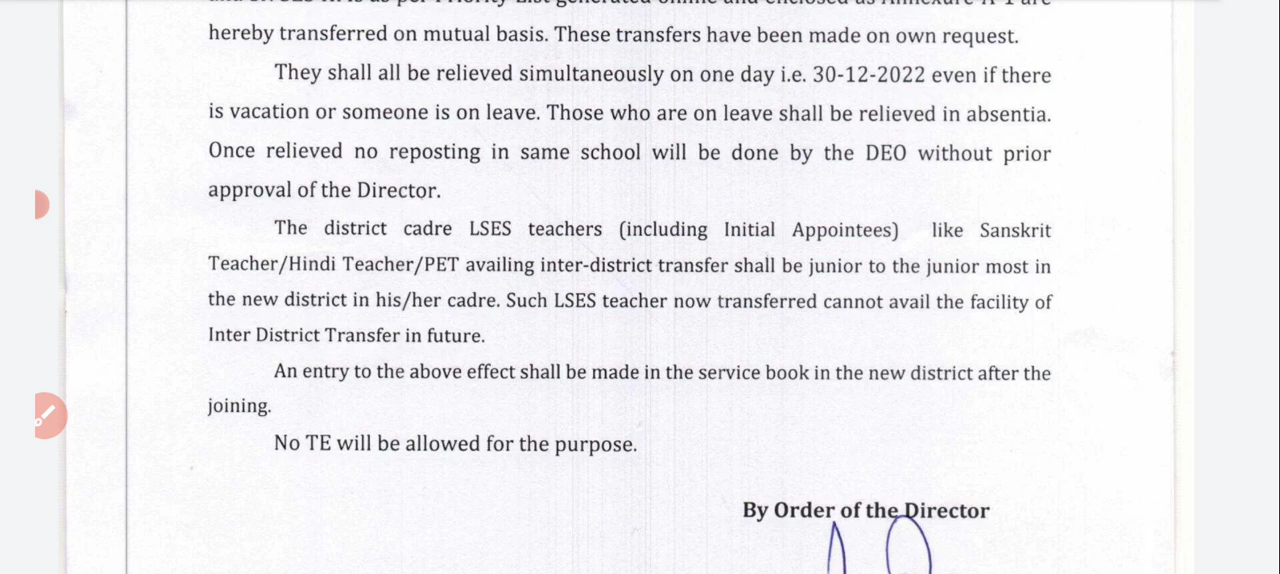 hereby transferred on mutual basis. These transfers have been made on own request.
They shall all be relieved simultaneously on one day i.e. 30-12-2022 even if there
is vacation or someone is on leave. Those who are on leave shall be relieved in absentia.
Once relieved no reposting in same school will be done by the DEO without prior
approval of the Director.
The district cadre LSES teachers (including Initial Appointees) like Sanskrit
Teacher/Hindi Teacher/PET availing inter-district transfer shall be junior to the junior most in
the new district in his/her cadre. Such LSES teacher now transferred cannot avail the facility of
Inter District Transfer in future.
An entry to the above effect shall be made in the service book in the new district after the
joining.
No TE will be allowed for the purpose.
By Order of the Director